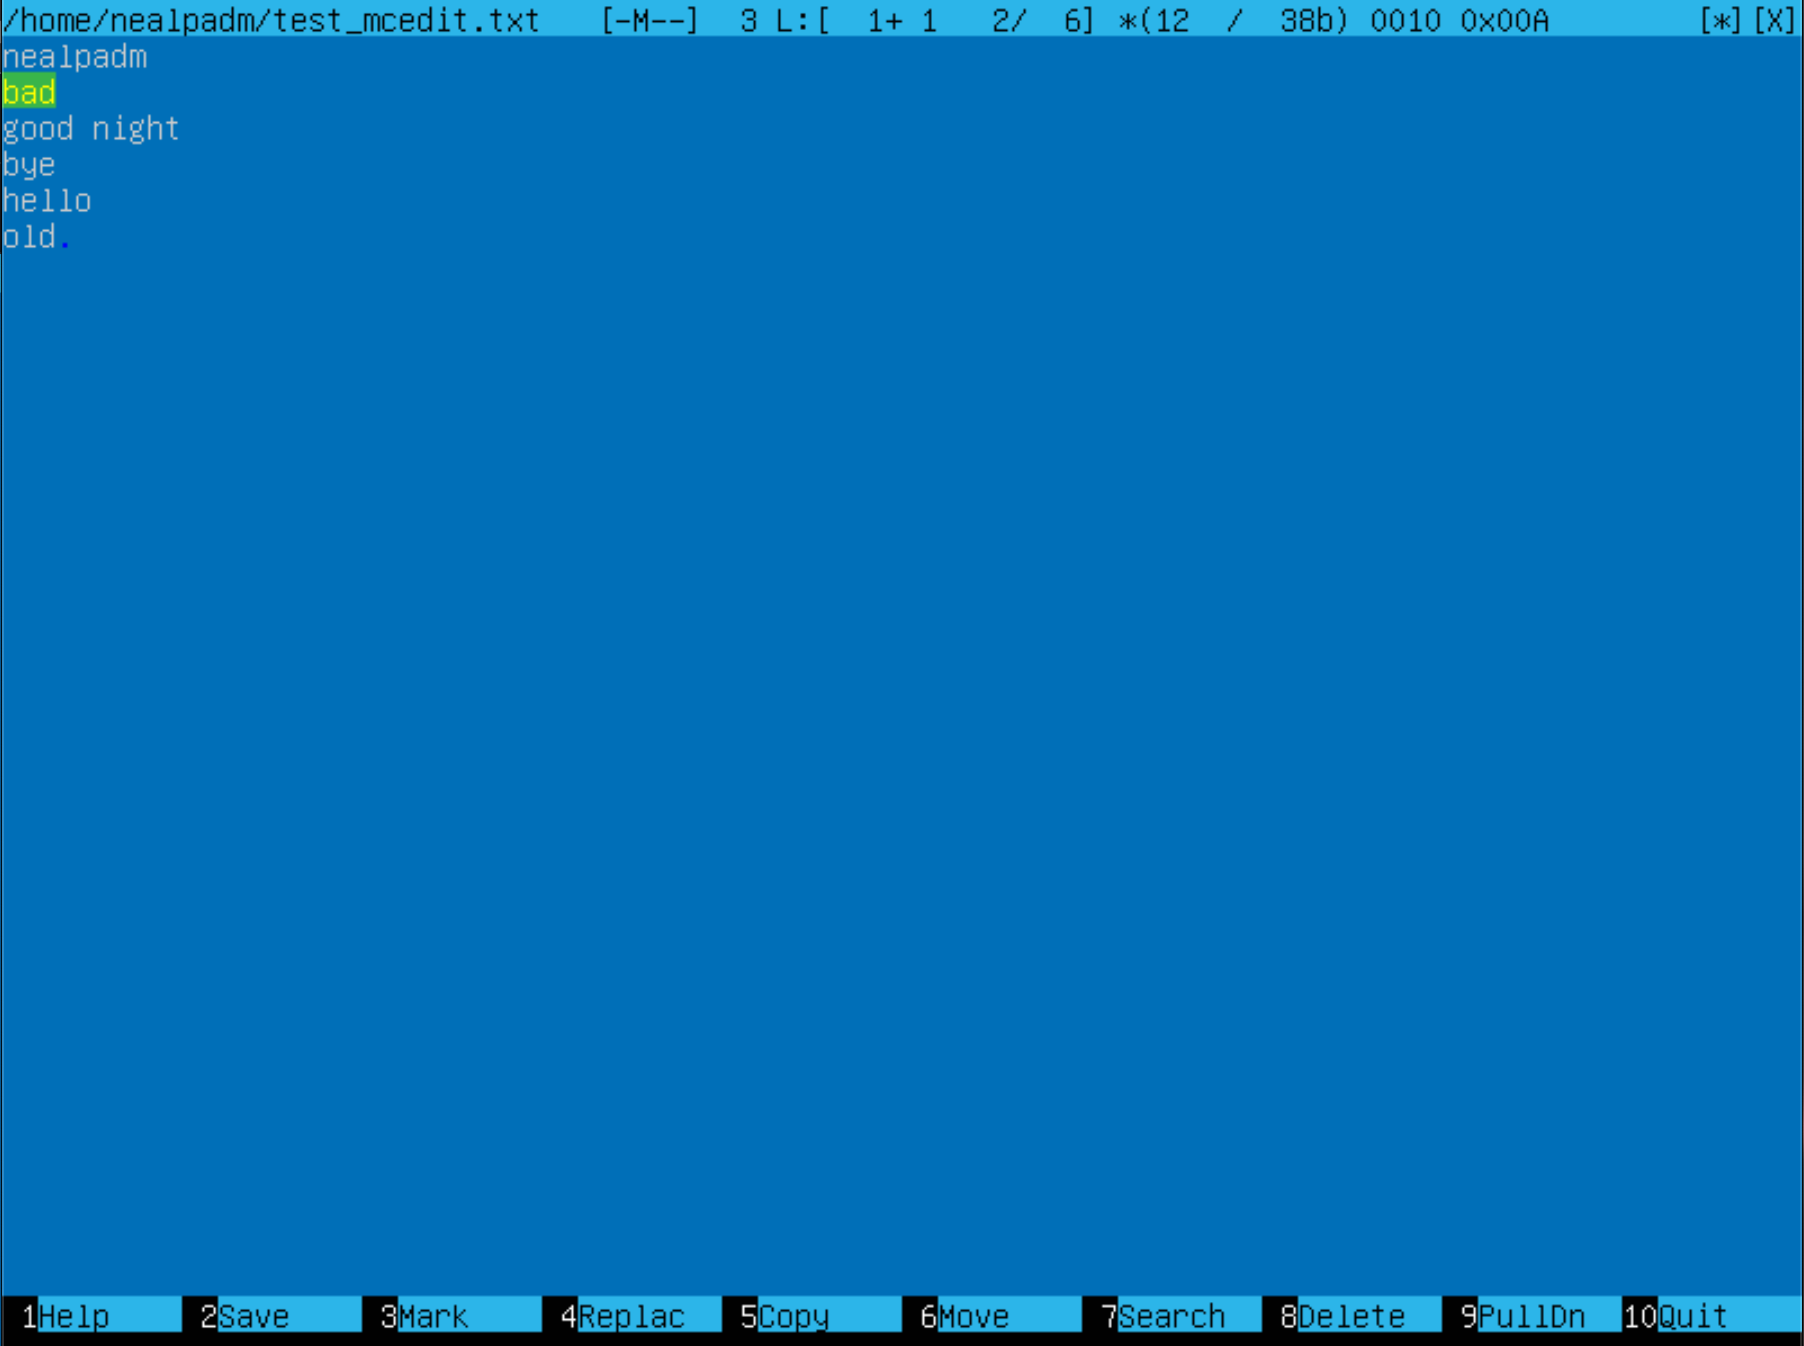 /home/nealpadm/test_mcedit.txt [-M--] 3 L:[ 1+ 1 2/ 6] *(12 / 38b) 0010 0x00A [*][X]
nealpadm
bad
good night
bye
hello
old.
1Help 2Save 3Mark 4Replac 5Copy 6Move 7Search 8Delete 9PullDn 10Quit